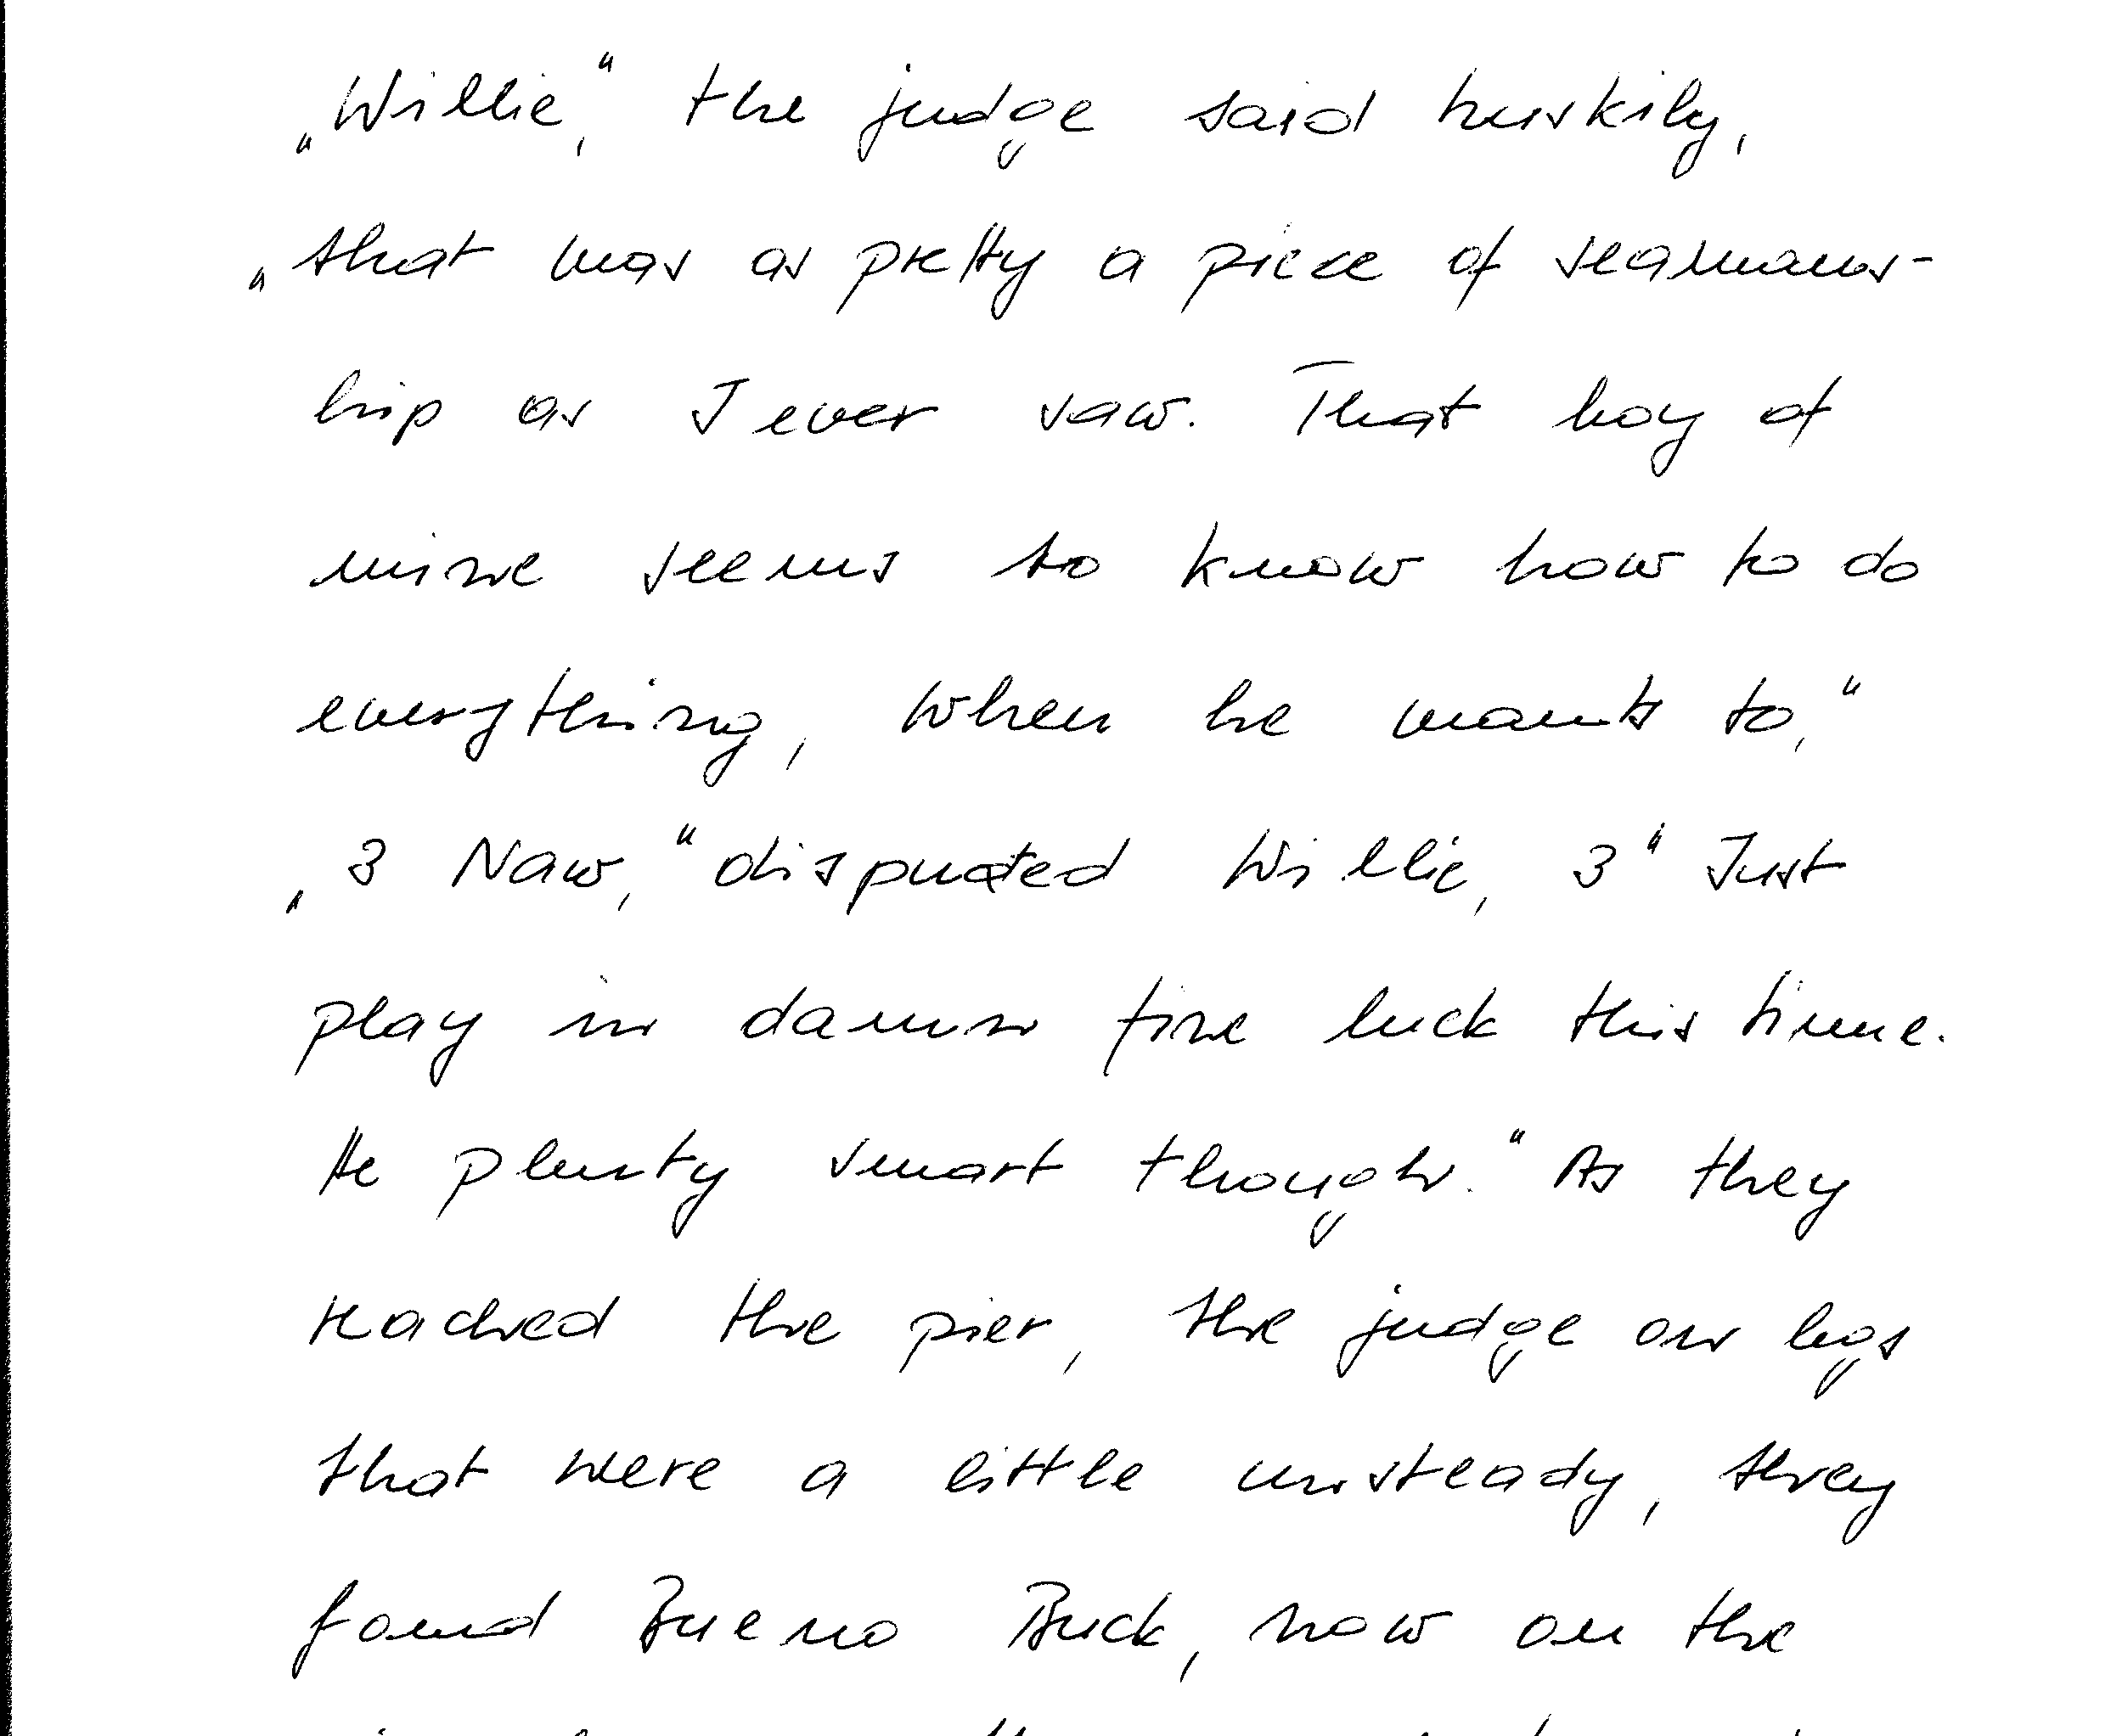 „Willie,“ the judge said huskily,
„that was as pretty a piece of seamans-
hip as I ever saw. That boy of
mine seems to know how to do
everything, when he wants to,“
„3 Naw,“ disputed Willie, 3“ Just
play in damn fine luck this time.
He plenty smart though.“ As they
reached the pier, the judge on legs
that were a little unsteady, they
found Bueno Buck, now on the